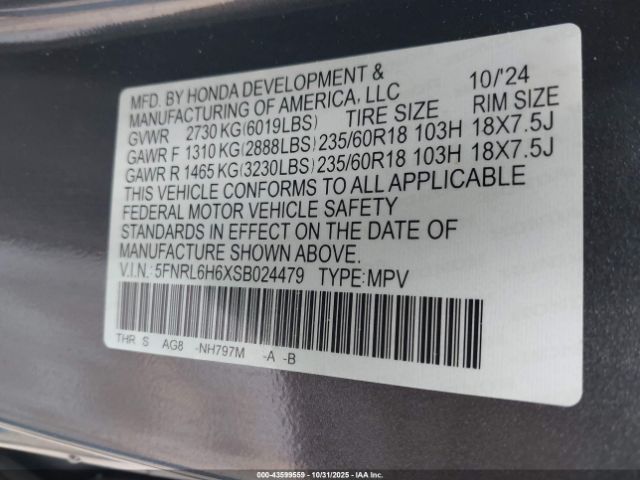 MFD. BY HONDA DEVELOPMENT & 10/'24
MANUFACTURING OF AMERICA, LLC
GVWR 2730 KG(6019LBS) TIRE SIZE RIM SIZE
GAWR F 1310 KG(2888LBS) 235/60R18 103H 18X7.5J
GAWR R 1465 KG(3230LBS) 235/60R18 103H 18X7.5J
THIS VEHICLE CONFORMS TO ALL APPLICABLE
FEDERAL MOTOR VEHICLE SAFETY
STANDARDS IN EFFECT ON THE DATE OF
MANUFACTURE SHOWN ABOVE.
V.I.N.: 5FNRL6H6XSB024479 TYPE:MPV
THR S AG8 -NH797M -A -B
© IAA 43599559 | 10/31/2025 | © IAA, LLC